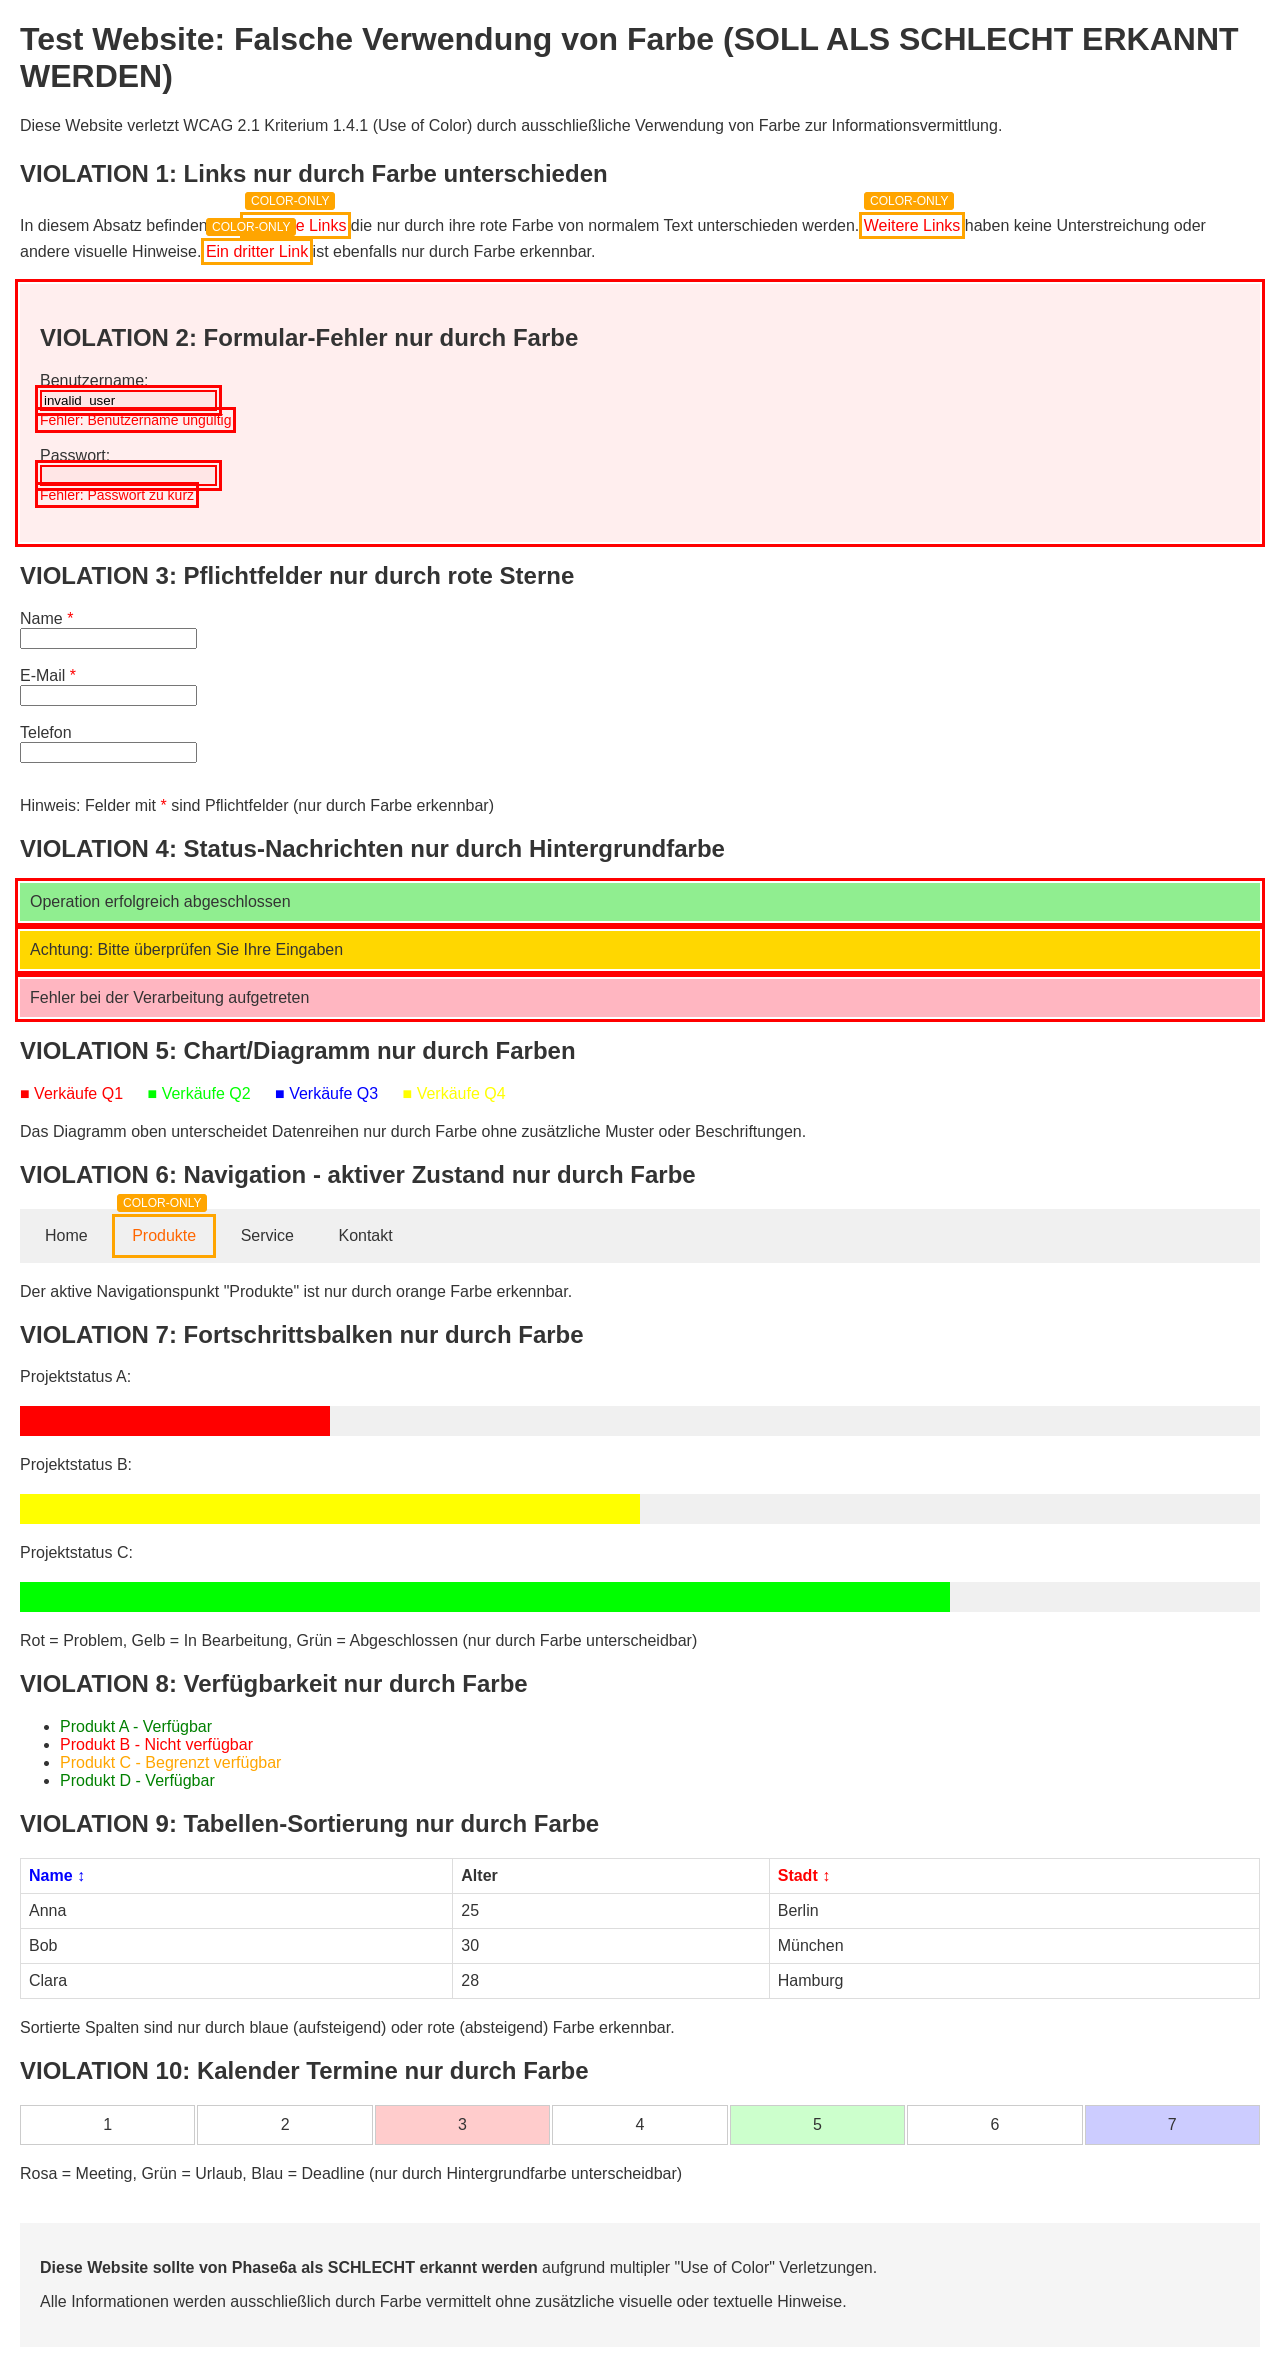 Test Website: Falsche Verwendung von Farbe (SOLL ALS SCHLECHT ERKANNT
WERDEN)
Diese Website verletzt WCAG 2.1 Kriterium 1.4.1 (Use of Color) durch ausschließliche Verwendung von Farbe zur Informationsvermittlung.
VIOLATION 1: Links nur durch Farbe unterschieden
COLOR-ONLY COLOR-ONLY
In diesem Absatz befinden Links die nur durch ihre rote Farbe von normalem Text unterschieden werden. Weitere Links haben keine Unterstreichung oder
COLOR-ONLY
andere visuelle Hinweise. Ein dritter Link ist ebenfalls nur durch Farbe erkennbar.
VIOLATION 2: Formular-Fehler nur durch Farbe
Benutzername:
invalid_user
Fehler: Benutzername ungültig
Passwort:
Fehler: Passwort zu kurz
VIOLATION 3: Pflichtfelder nur durch rote Sterne
Name *
E-Mail *
Telefon
Hinweis: Felder mit * sind Pflichtfelder (nur durch Farbe erkennbar)
VIOLATION 4: Status-Nachrichten nur durch Hintergrundfarbe
Operation erfolgreich abgeschlossen
Achtung: Bitte überprüfen Sie Ihre Eingaben
Fehler bei der Verarbeitung aufgetreten
VIOLATION 5: Chart/Diagramm nur durch Farben
■ Verkäufe Q1 ■ Verkäufe Q2 ■ Verkäufe Q3 ■ Verkäufe Q4
Das Diagramm oben unterscheidet Datenreihen nur durch Farbe ohne zusätzliche Muster oder Beschriftungen.
VIOLATION 6: Navigation - aktiver Zustand nur durch Farbe
COLOR-ONLY
Home Produkte Service Kontakt
Der aktive Navigationspunkt "Produkte" ist nur durch orange Farbe erkennbar.
VIOLATION 7: Fortschrittsbalken nur durch Farbe
Projektstatus A:
Projektstatus B:
Projektstatus C:
Rot = Problem, Gelb = In Bearbeitung, Grün = Abgeschlossen (nur durch Farbe unterscheidbar)
VIOLATION 8: Verfügbarkeit nur durch Farbe
• Produkt A - Verfügbar
• Produkt B - Nicht verfügbar
• Produkt C - Begrenzt verfügbar
• Produkt D - Verfügbar
VIOLATION 9: Tabellen-Sortierung nur durch Farbe
Name ↕ Alter Stadt ↕
Anna 25 Berlin
Bob 30 München
Clara 28 Hamburg
Sortierte Spalten sind nur durch blaue (aufsteigend) oder rote (absteigend) Farbe erkennbar.
VIOLATION 10: Kalender Termine nur durch Farbe
1 2 3 4 5 6 7
Rosa = Meeting, Grün = Urlaub, Blau = Deadline (nur durch Hintergrundfarbe unterscheidbar)
Diese Website sollte von Phase6a als SCHLECHT erkannt werden aufgrund multipler "Use of Color" Verletzungen.
Alle Informationen werden ausschließlich durch Farbe vermittelt ohne zusätzliche visuelle oder textuelle Hinweise.